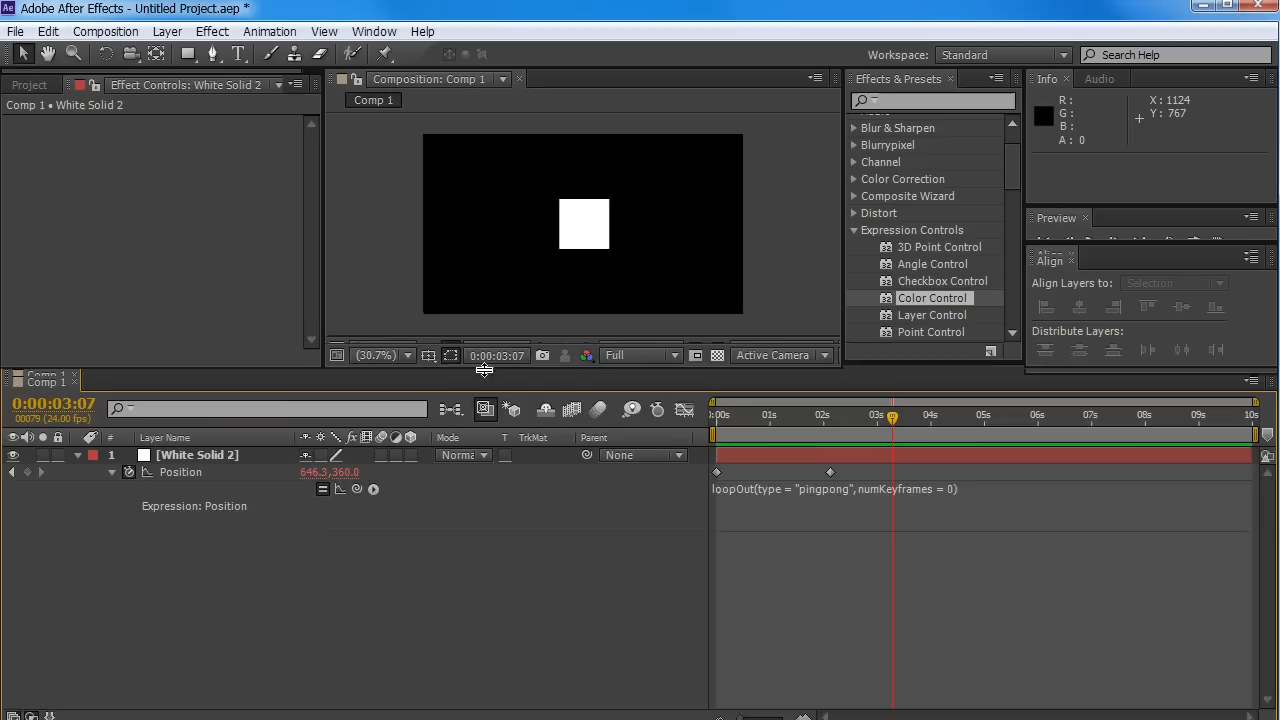 Adobe After Effects - Untitled Project.aep *
File Edit Composition Layer Effect Animation View Window Help
Workspace: Standard Search Help
Project Effect Controls: White Solid 2
Comp 1 • White Solid 2
Composition: Comp 1
Comp 1
(30.7%) 0:00:03:07 Full Active Camera
Effects & Presets
Blur & Sharpen
Blurrypixel
Channel
Color Correction
Composite Wizard
Distort
Expression Controls
3D Point Control
Angle Control
Checkbox Control
Color Control
Layer Control
Point Control
Info Audio
R :
G :
B :
A : 0
X : 1124
Y : 767
Preview
Align
Align Layers to: Selection
Distribute Layers:
Comp 1
Comp 1
0:00:03:07
00079 (24.00 fps)
0:00s 01s 02s 03s 04s 05s 06s 07s 08s 09s 10s
# Layer Name Mode T TrkMat Parent
1 [White Solid 2] Norma None
Position 646.3,360.0
loopOut(type = "pingpong", numKeyframes = 0)
Expression: Position